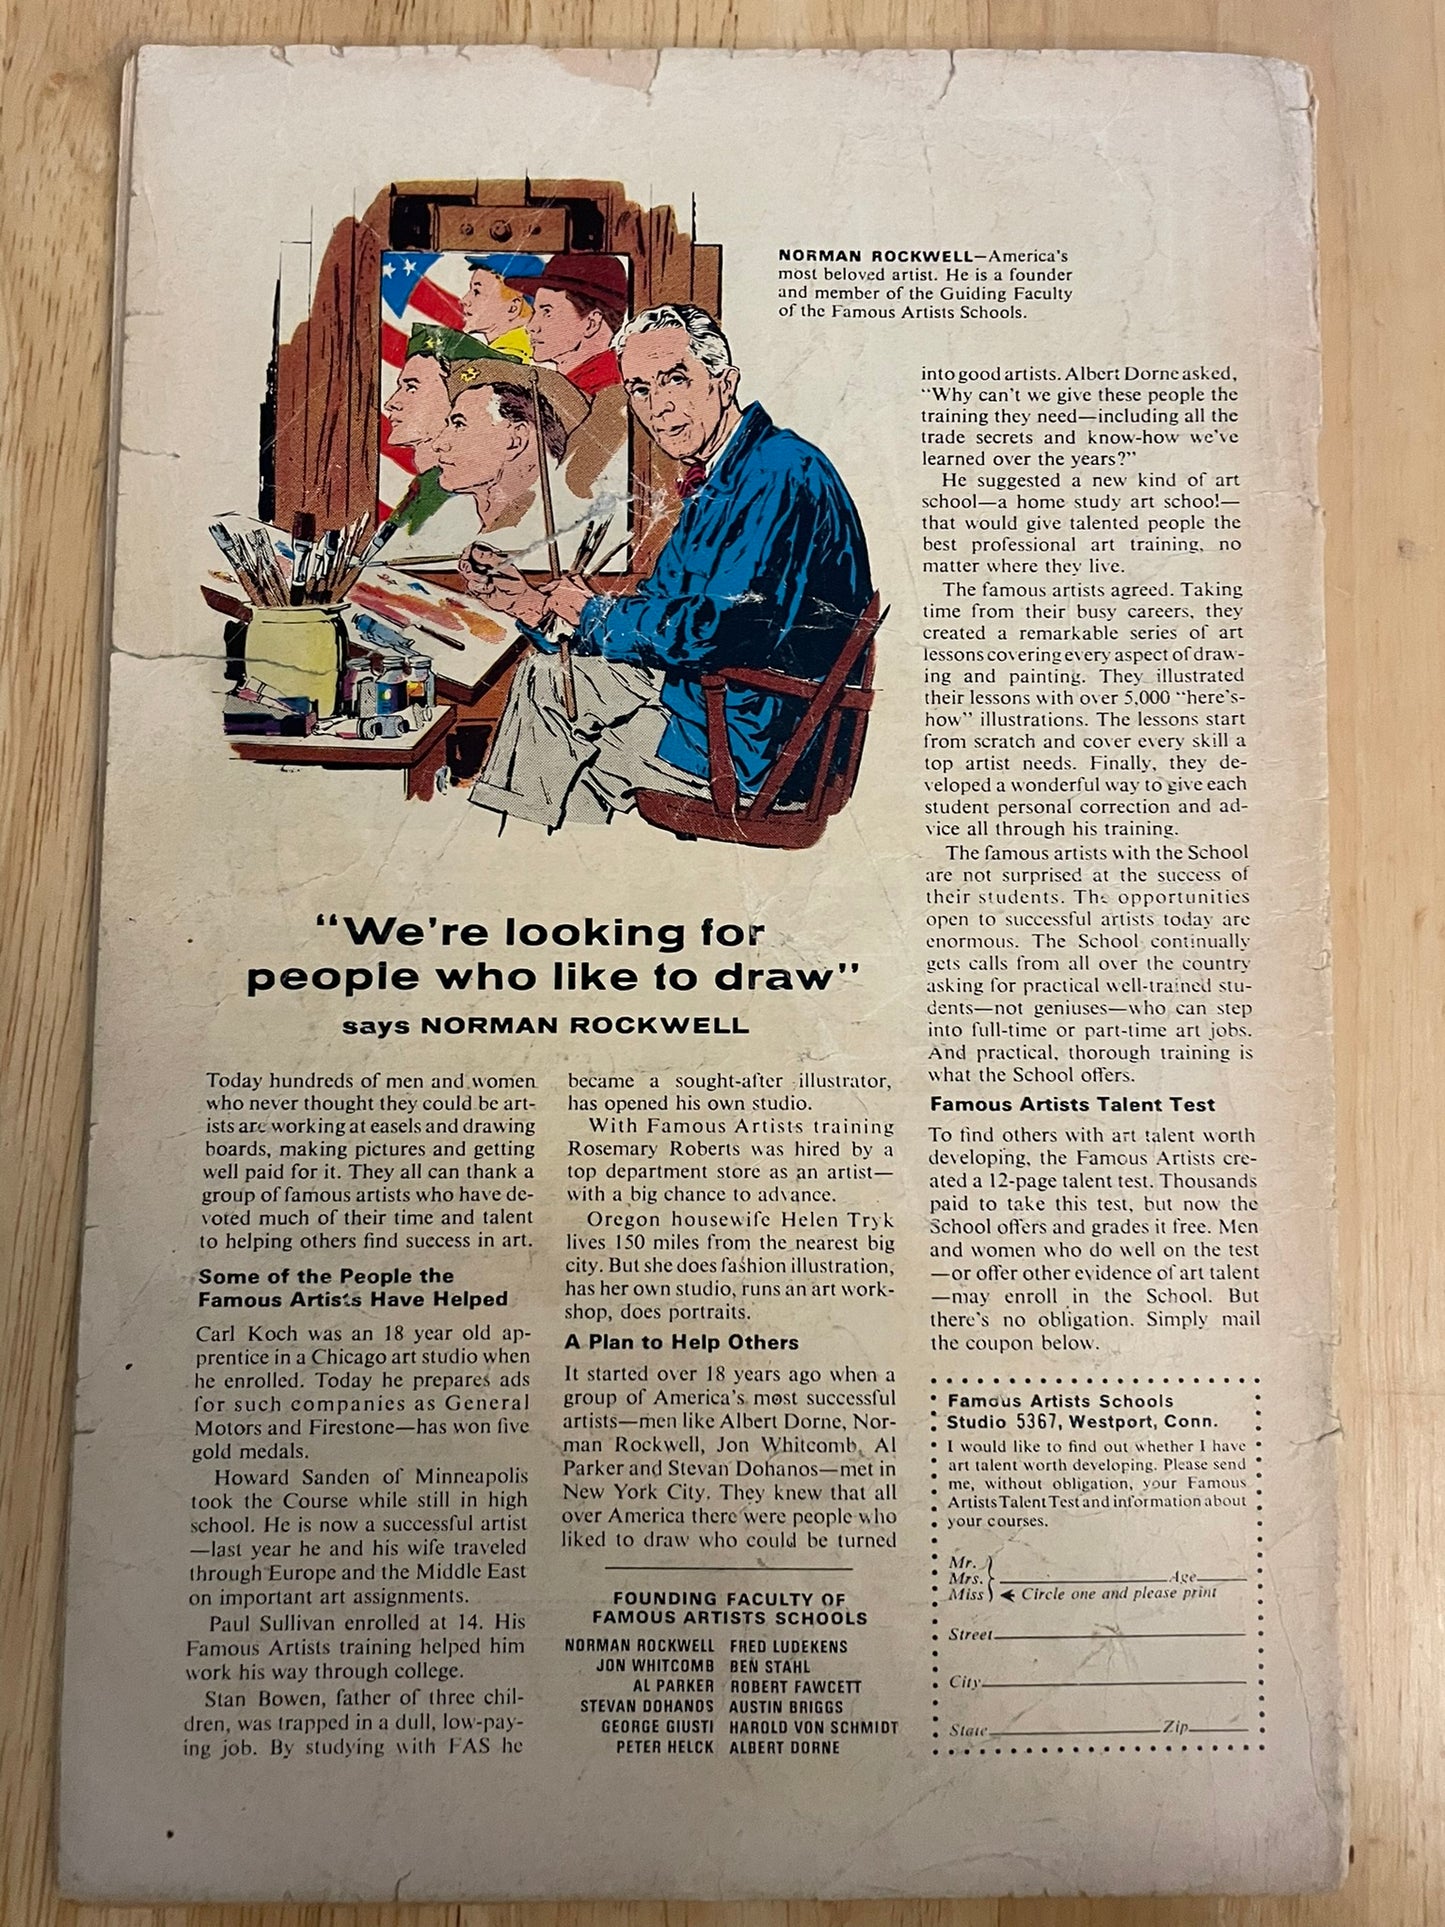 NORMAN ROCKWELL—America's
most beloved artist. He is a founder
and member of the Guiding Faculty
of the Famous Artists Schools.
"We're looking for
people who like to draw"
says NORMAN ROCKWELL
Today hundreds of men and women
who never thought they could be art-
ists are working at easels and drawing
boards, making pictures and getting
well paid for it. They all can thank a
group of famous artists who have de-
voted much of their time and talent
to helping others find success in art.
Some of the People the
Famous Artists Have Helped
Carl Koch was an 18 year old ap-
prentice in a Chicago art studio when
he enrolled. Today he prepares ads
for such companies as General
Motors and Firestone—has won five
gold medals.
Howard Sanden of Minneapolis
took the Course while still in high
school. He is now a successful artist
—last year he and his wife traveled
through Europe and the Middle East
on important art assignments.
Paul Sullivan enrolled at 14. His
Famous Artists training helped him
work his way through college.
Stan Bowen, father of three chil-
dren, was trapped in a dull, low-pay-
ing job. By studying with FAS he
became a sought-after illustrator,
has opened his own studio.
With Famous Artists training
Rosemary Roberts was hired by a
top department store as an artist—
with a big chance to advance.
Oregon housewife Helen Tryk
lives 150 miles from the nearest big
city. But she does fashion illustration,
has her own studio, runs an art work-
shop, does portraits.
A Plan to Help Others
It started over 18 years ago when a
group of America's most successful
artists—men like Albert Dorne, Nor-
man Rockwell, Jon Whitcomb, Al
Parker and Stevan Dohanos—met in
New York City. They knew that all
over America there were people who
liked to draw who could be turned
FOUNDING FACULTY OF
FAMOUS ARTISTS SCHOOLS
NORMAN ROCKWELL FRED LUDEKENS
JON WHITCOMB BEN STAHL
AL PARKER ROBERT FAWCETT
STEVAN DOHANOS AUSTIN BRIGGS
GEORGE GIUSTI HAROLD VON SCHMIDT
PETER HELCK ALBERT DORNE
into good artists. Albert Dorne asked,
"Why can't we give these people the
training they need—including all the
trade secrets and know-how we've
learned over the years?"
He suggested a new kind of art
school—a home study art school—
that would give talented people the
best professional art training, no
matter where they live.
The famous artists agreed. Taking
time from their busy careers, they
created a remarkable series of art
lessons covering every aspect of draw-
ing and painting. They illustrated
their lessons with over 5,000 "here's-
how" illustrations. The lessons start
from scratch and cover every skill a
top artist needs. Finally, they de-
veloped a wonderful way to give each
student personal correction and ad-
vice all through his training.
The famous artists with the School
are not surprised at the success of
their students. The opportunities
open to successful artists today are
enormous. The School continually
gets calls from all over the country
asking for practical well-trained stu-
dents—not geniuses—who can step
into full-time or part-time art jobs.
And practical, thorough training is
what the School offers.
Famous Artists Talent Test
To find others with art talent worth
developing, the Famous Artists cre-
ated a 12-page talent test. Thousands
paid to take this test, but now the
School offers and grades it free. Men
and women who do well on the test
—or offer other evidence of art talent
—may enroll in the School. But
there's no obligation. Simply mail
the coupon below.
Famous Artists Schools
Studio 5367, Westport, Conn.
I would like to find out whether I have
art talent worth developing. Please send
me, without obligation, your Famous
Artists Talent Test and information about
your courses.
Mr.
Mrs. Age
Miss Circle one and please print
Street
City
State Zip